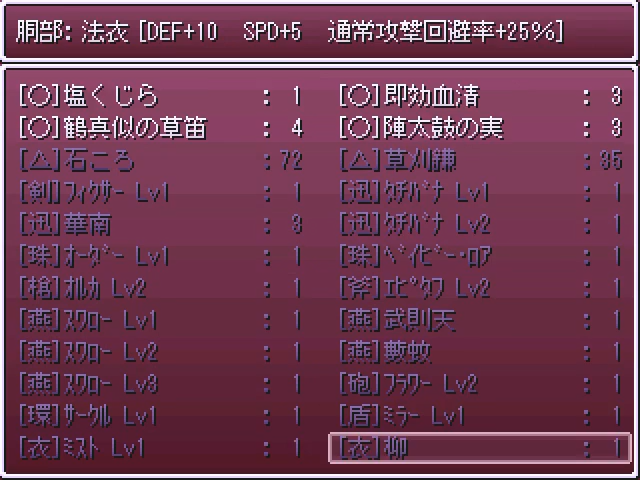 胴部: 法衣 [DEF+10 SPD+5 通常攻撃回避率+25%]
[○]塩くじら : 1 [○]即効血清 : 3
[○]鶴真似の草笛 : 4 [○]陣太鼓の実 : 3
[△]石ころ :72 [△]草刈鎌 :35
[剣]フィクサー Lv1 : 1 [迅]タチバナ Lv1 : 1
[迅]華南 : 3 [迅]タチバナ Lv2 : 1
[珠]オーダー Lv1 : 1 [珠]ベイビー・ロア : 1
[槍]オルカ Lv2 : 1 [斧]エピタフ Lv2 : 1
[燕]スワロー Lv1 : 1 [燕]武則天 : 1
[燕]スワロー Lv2 : 1 [燕]藪蚊 : 1
[燕]スワロー Lv3 : 1 [砲]フラワー Lv2 : 1
[環]サークル Lv1 : 1 [盾]ミラー Lv1 : 1
[衣]ミスト Lv1 : 1 [衣]柳 : 1